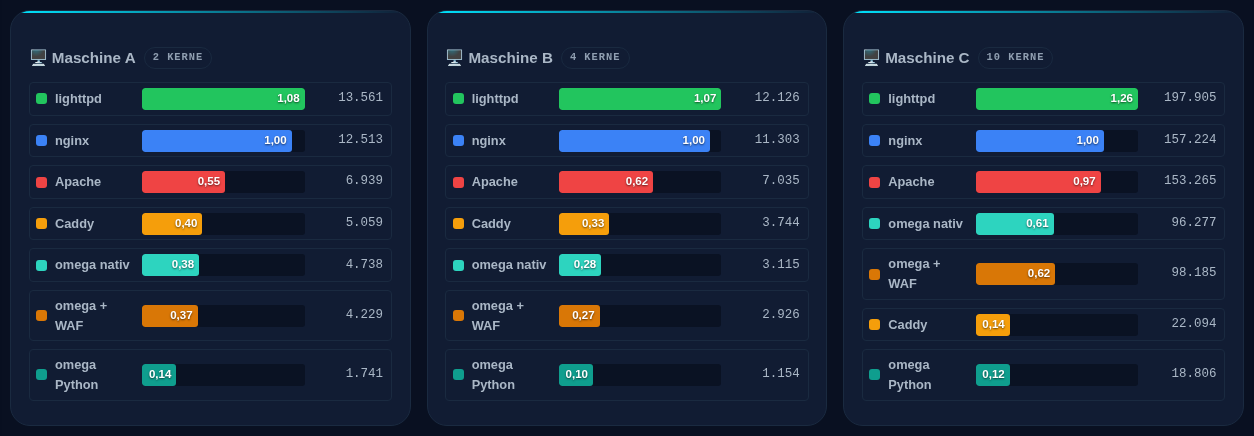 Maschine A 2 KERNE
lighttpd 1,08 13.561
nginx 1,00 12.513
Apache 0,55 6.939
Caddy 0,40 5.059
omega nativ 0,38 4.738
omega +
WAF 0,37 4.229
omega
Python 0,14 1.741
Maschine B 4 KERNE
lighttpd 1,07 12.126
nginx 1,00 11.303
Apache 0,62 7.035
Caddy 0,33 3.744
omega nativ 0,28 3.115
omega +
WAF 0,27 2.926
omega
Python 0,10 1.154
Maschine C 10 KERNE
lighttpd 1,26 197.905
nginx 1,00 157.224
Apache 0,97 153.265
omega nativ 0,61 96.277
omega +
WAF 0,62 98.185
Caddy 0,14 22.094
omega
Python 0,12 18.806